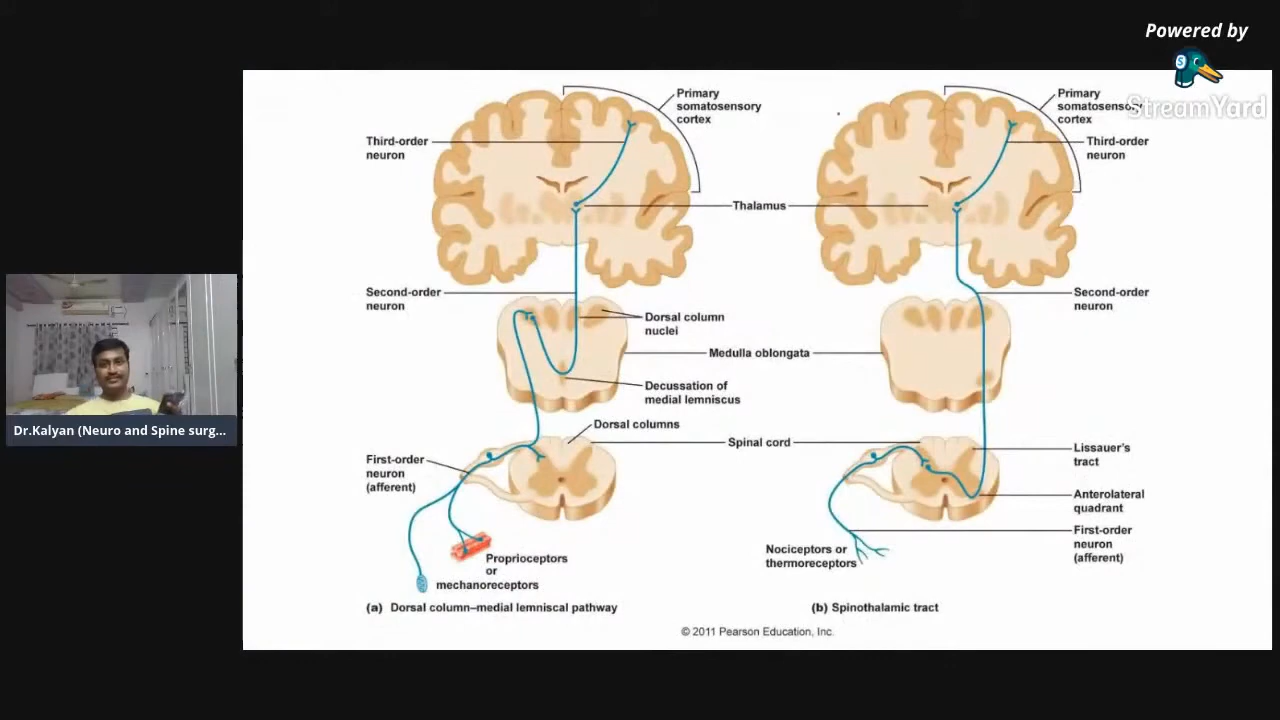 Powered by
StreamYard
Primary
somatosensory
cortex
Third-order
neuron
Thalamus
Second-order
neuron
Dorsal column
nuclei
Medulla oblongata
Decussation of
medial lemniscus
Dorsal columns
Spinal cord
First-order
neuron
(afferent)
Proprioceptors
or
mechanoreceptors
(a) Dorsal column–medial lemniscal pathway
Primary
somatosensory
cortex
Third-order
neuron
Second-order
neuron
Lissauer's
tract
Anterolateral
quadrant
First-order
neuron
(afferent)
Nociceptors or
thermoreceptors
(b) Spinothalamic tract
© 2011 Pearson Education, Inc.
Dr.Kalyan (Neuro and Spine surg...